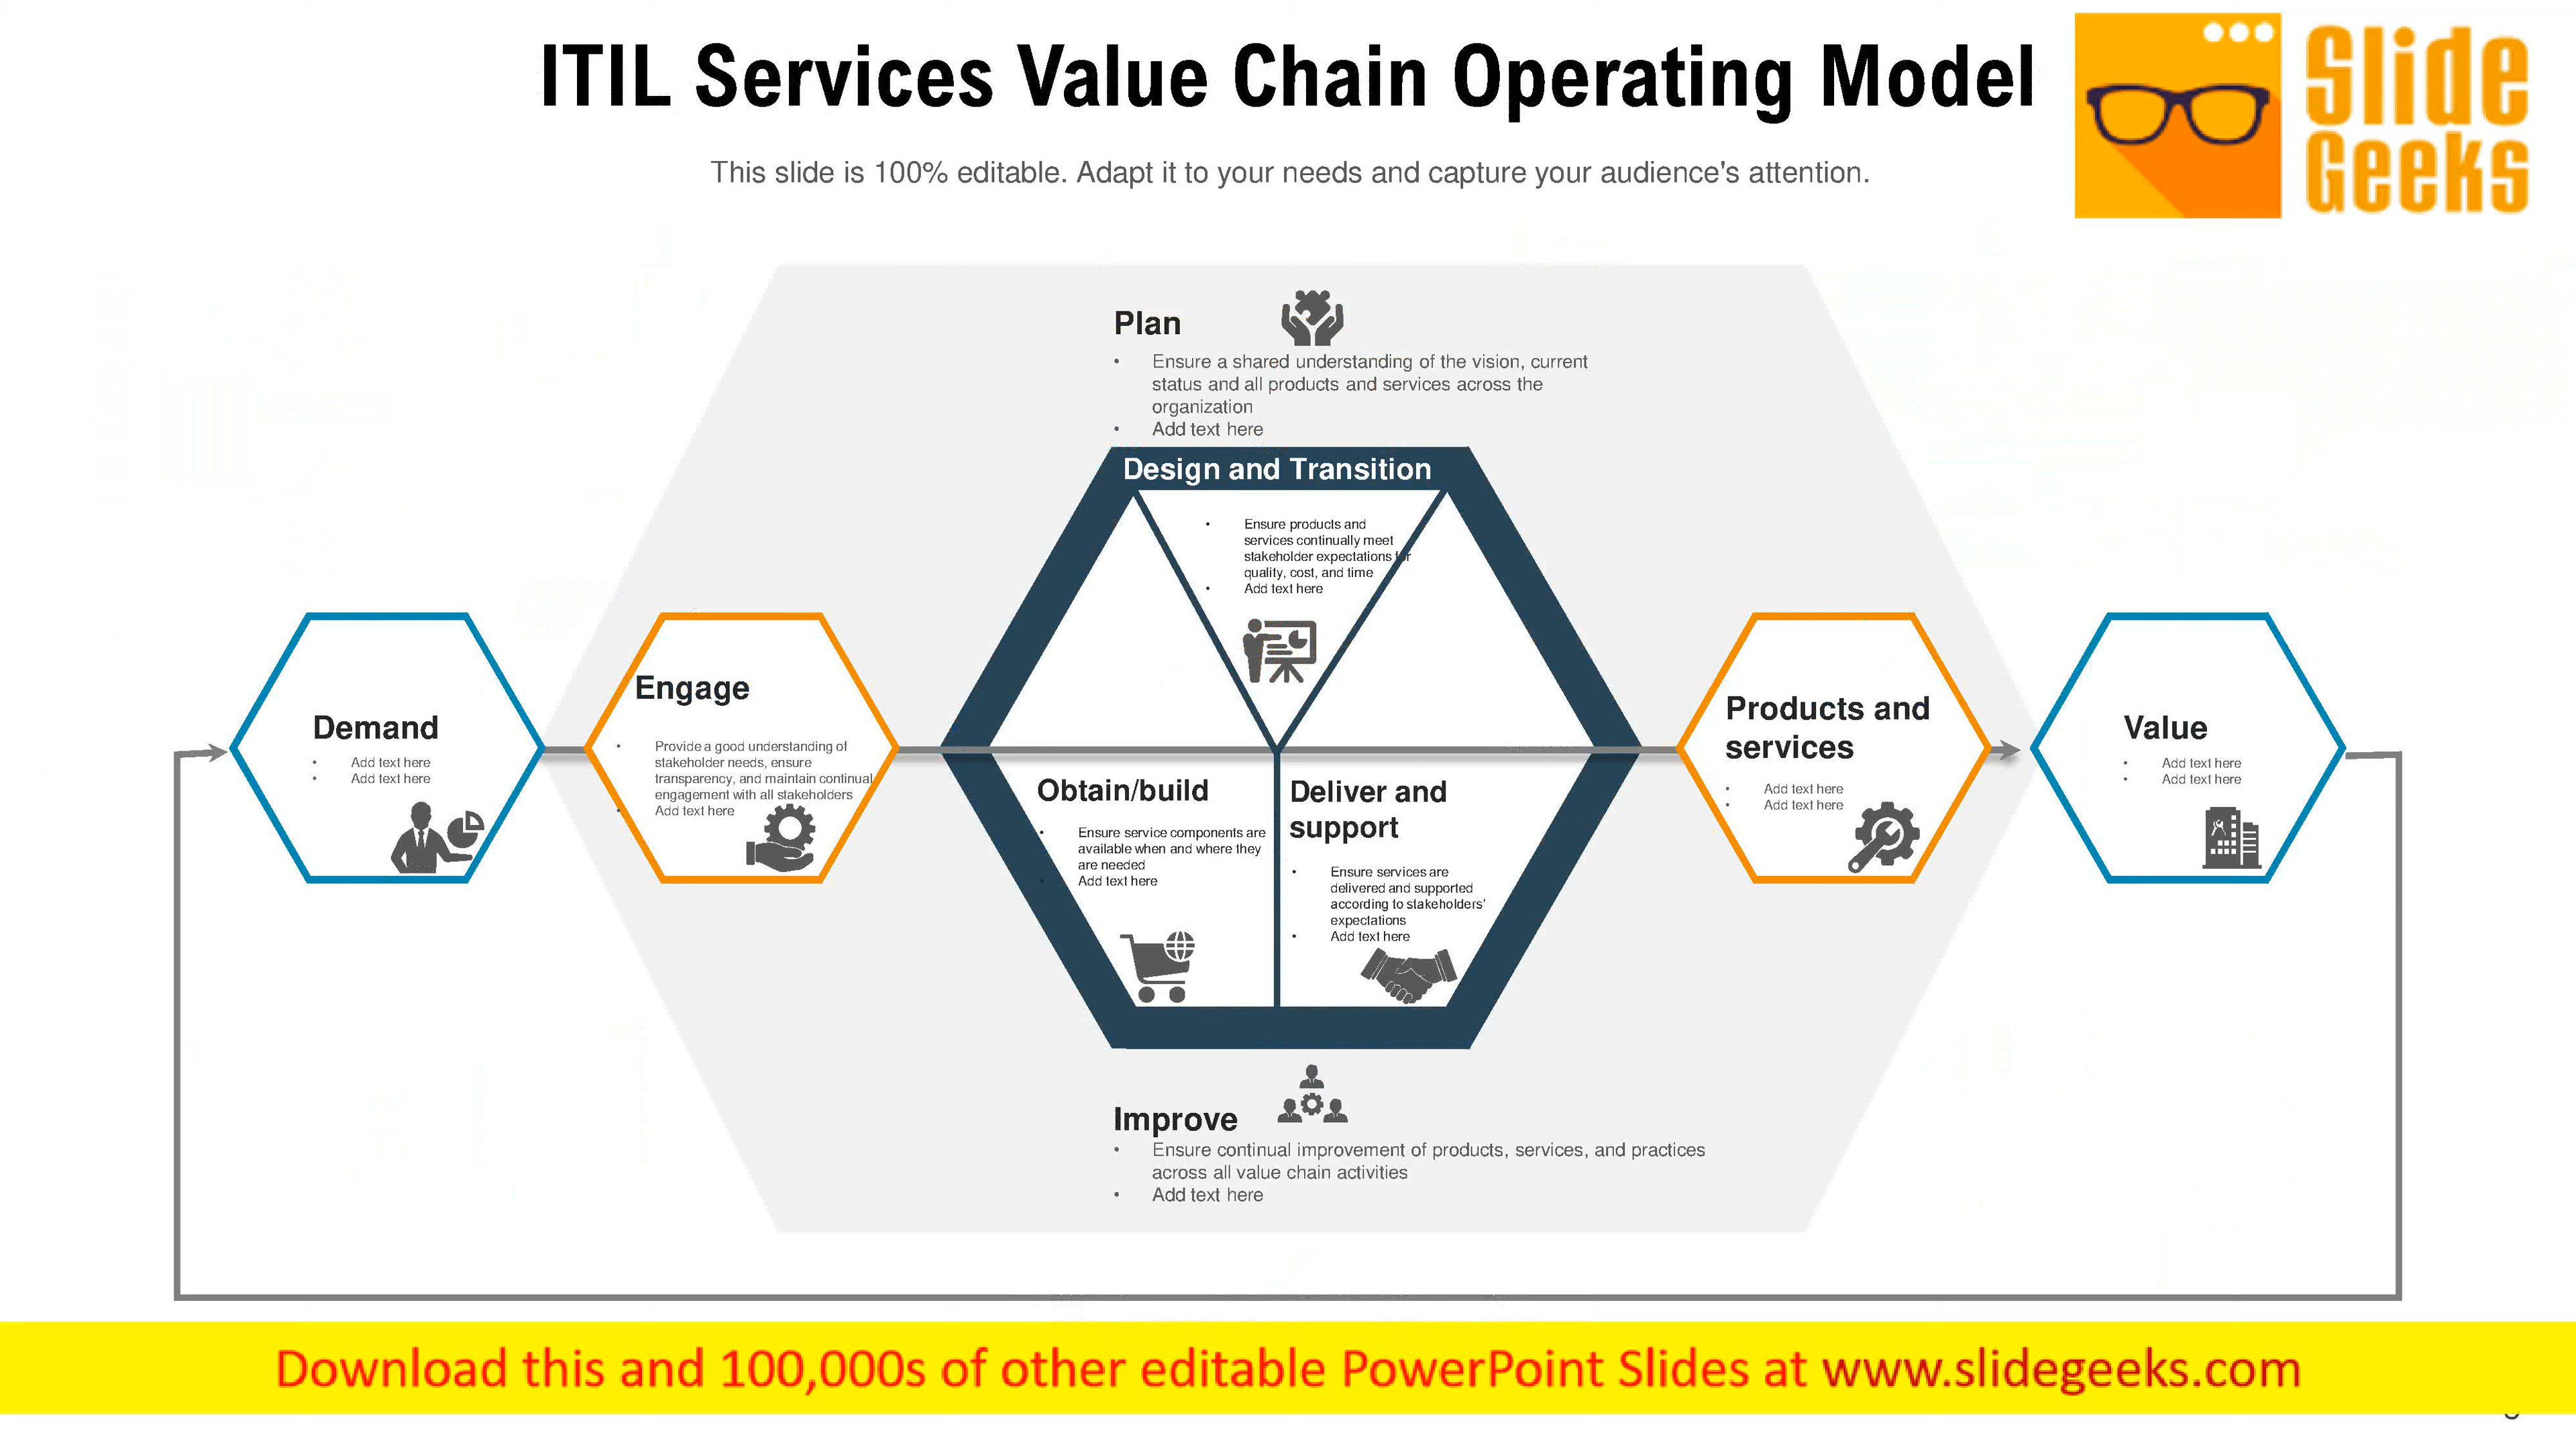 ITIL Services Value Chain Operating Model
Slide
Geeks
This slide is 100% editable. Adapt it to your needs and capture your audience's attention.
Plan
• Ensure a shared understanding of the vision, current
status and all products and services across the
organization
• Add text here
Design and Transition
• Ensure products and
services continually meet
stakeholder expectations for
quality, cost, and time
• Add text here
Demand
• Add text here
• Add text here
Engage
• Provide a good understanding of
stakeholder needs, ensure
transparency, and maintain continual
engagement with all stakeholders
• Add text here
Obtain/build
• Ensure service components are
available when and where they
are needed
• Add text here
Deliver and
support
• Ensure services are
delivered and supported
according to stakeholders'
expectations
• Add text here
Products and
services
• Add text here
• Add text here
Value
• Add text here
• Add text here
Improve
• Ensure continual improvement of products, services, and practices
across all value chain activities
• Add text here
Download this and 100,000s of other editable PowerPoint Slides at www.slidegeeks.com